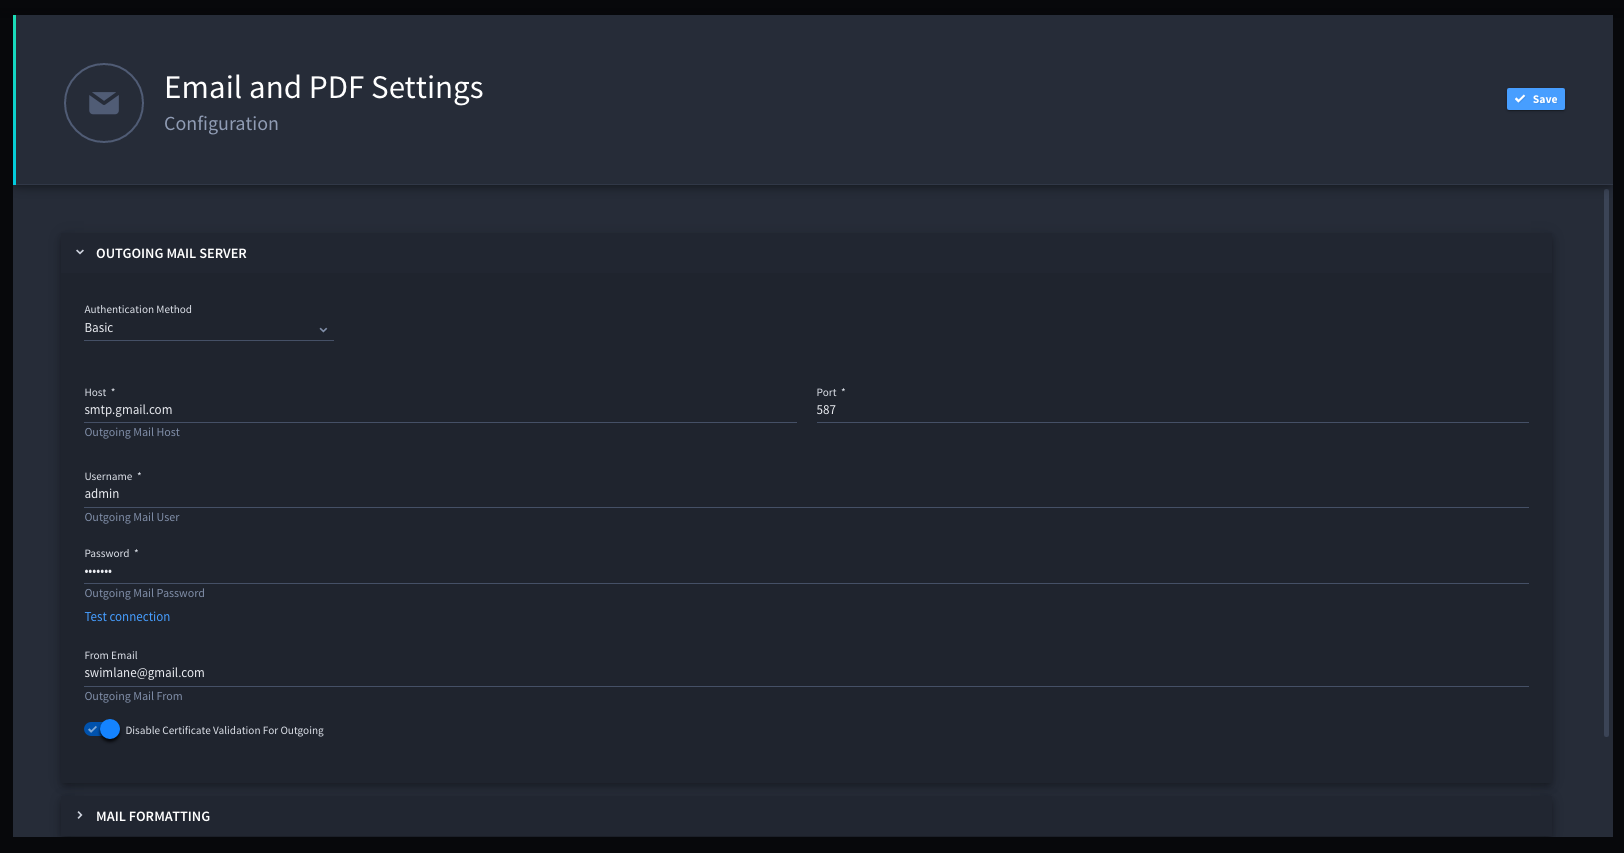 Email and PDF Settings
Configuration
Save
OUTGOING MAIL SERVER
Authentication Method
Basic
Host *
smtp.gmail.com
Outgoing Mail Host
Port *
587
Username *
admin
Outgoing Mail User
Password *
•••••••
Outgoing Mail Password
Test connection
From Email
swimlane@gmail.com
Outgoing Mail From
Disable Certificate Validation For Outgoing
MAIL FORMATTING